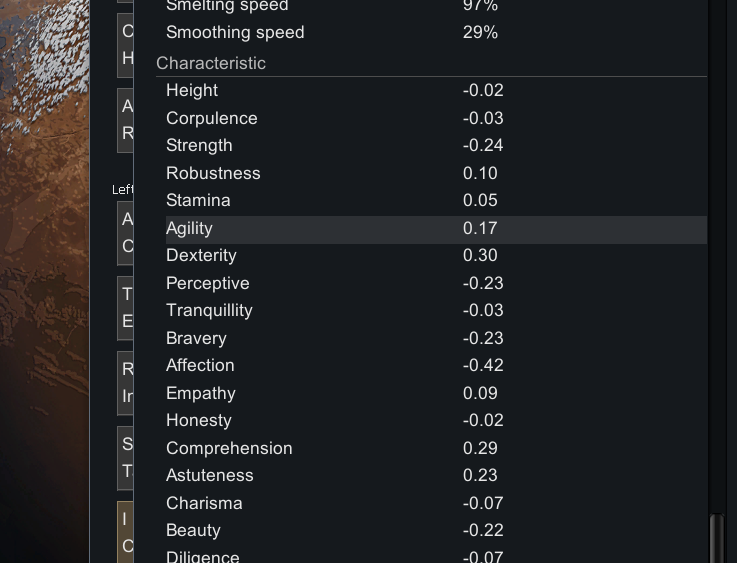 Smelting speed 97%
Smoothing speed 29%
Characteristic
Height -0.02
Corpulence -0.03
Strength -0.24
Robustness 0.10
Stamina 0.05
Agility 0.17
Dexterity 0.30
Perceptive -0.23
Tranquillity -0.03
Bravery -0.23
Affection -0.42
Empathy 0.09
Honesty -0.02
Comprehension 0.29
Astuteness 0.23
Charisma -0.07
Beauty -0.22
Diligence -0.07
C
H
A
R
Left
A
C
T
E
R
In
S
T
I
C